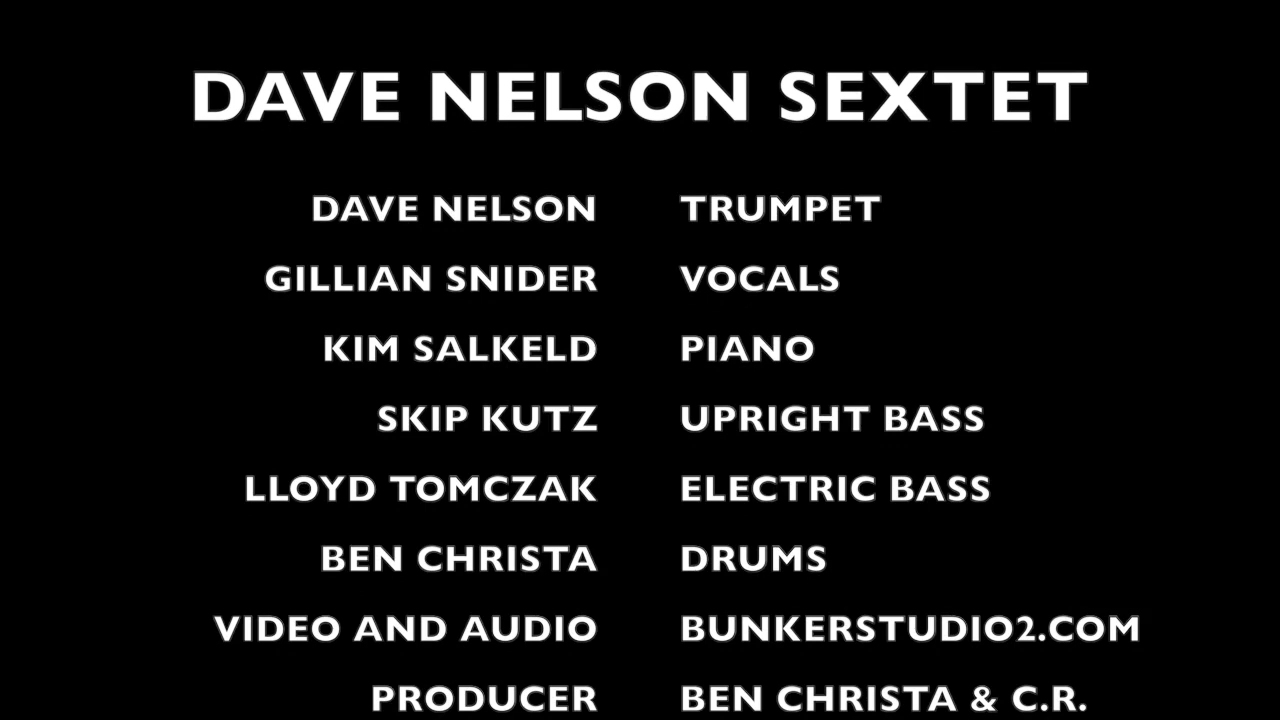 DAVE NELSON SEXTET
DAVE NELSON TRUMPET
GILLIAN SNIDER VOCALS
KIM SALKELD PIANO
SKIP KUTZ UPRIGHT BASS
LLOYD TOMCZAK ELECTRIC BASS
BEN CHRISTA DRUMS
VIDEO AND AUDIO BUNKERSTUDIO2.COM
PRODUCER BEN CHRISTA & C.R.